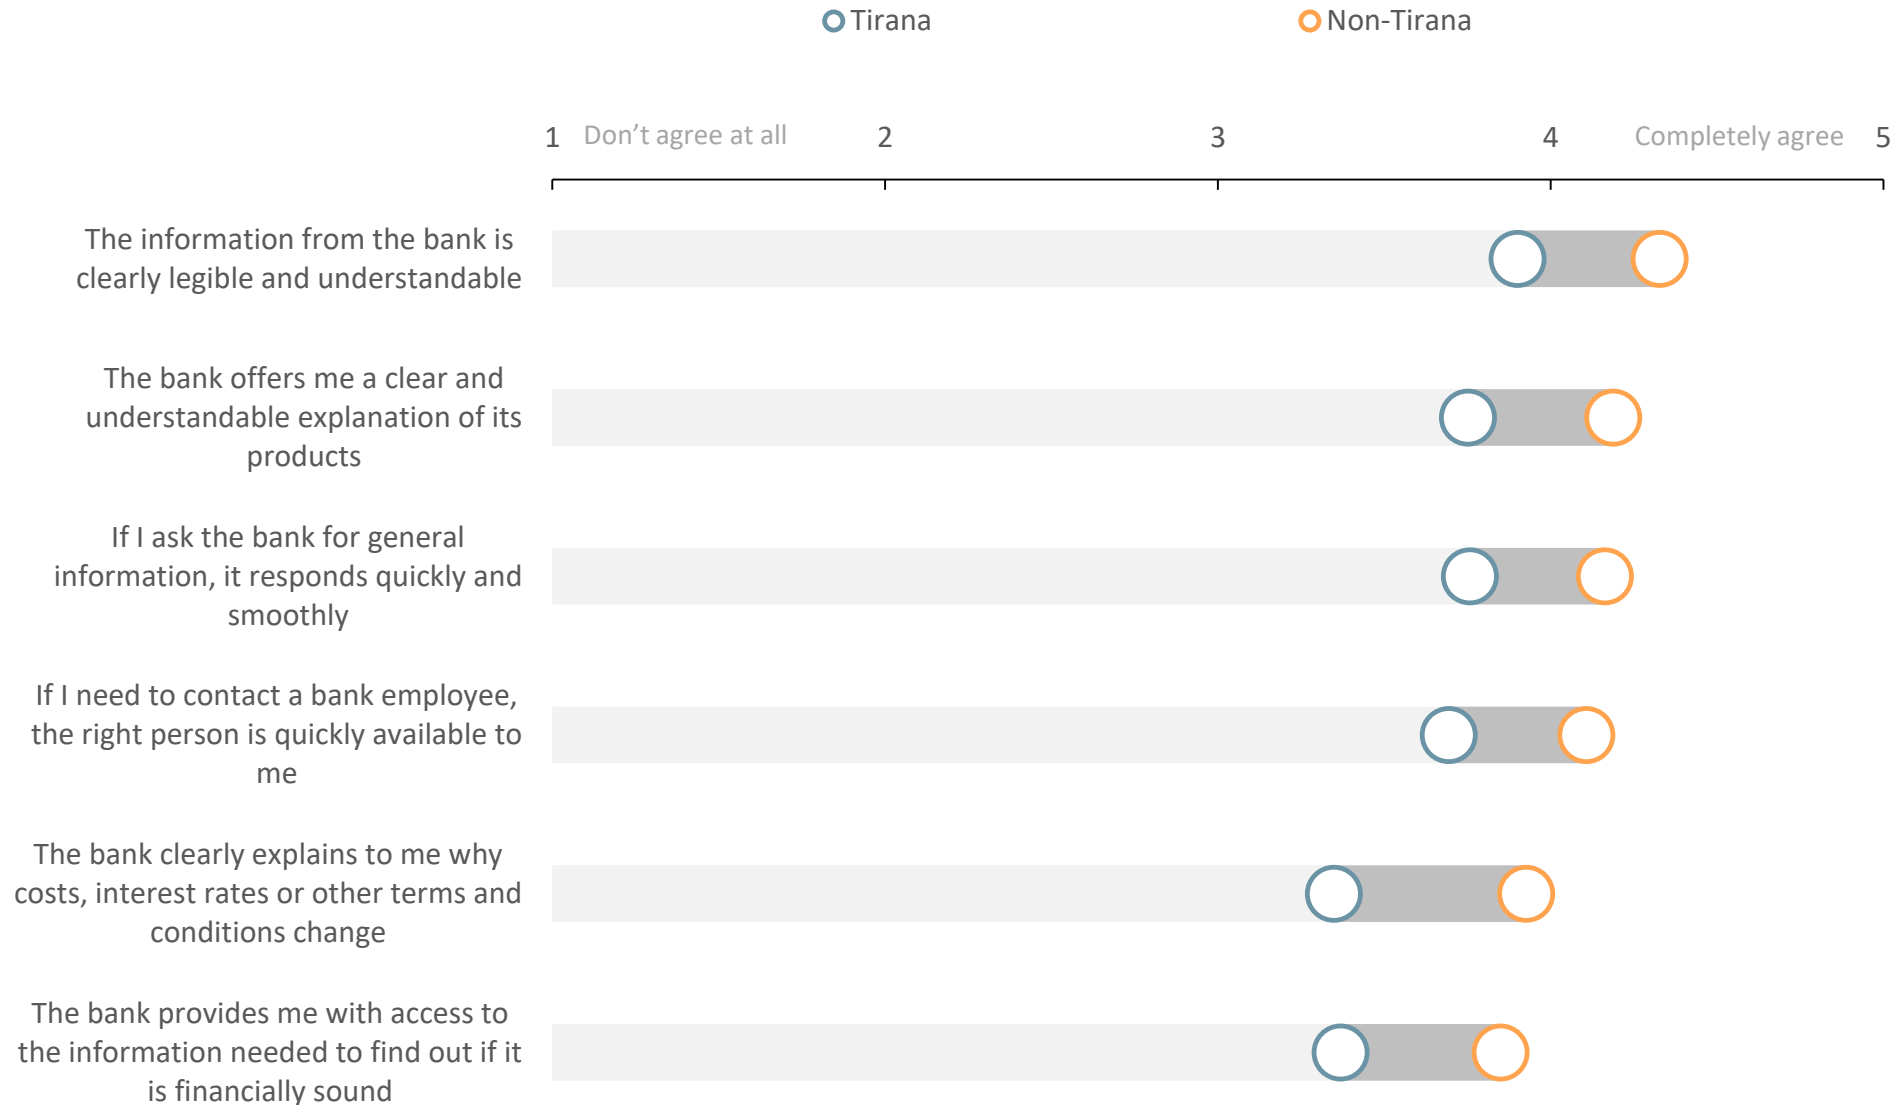 Tirana
Non-Tirana
1 Don’t agree at all 2 3 4 Completely agree 5
The information from the bank is
clearly legible and understandable
The bank offers me a clear and
understandable explanation of its
products
If I ask the bank for general
information, it responds quickly and
smoothly
If I need to contact a bank employee,
the right person is quickly available to
me
The bank clearly explains to me why
costs, interest rates or other terms and
conditions change
The bank provides me with access to
the information needed to find out if it
is financially sound